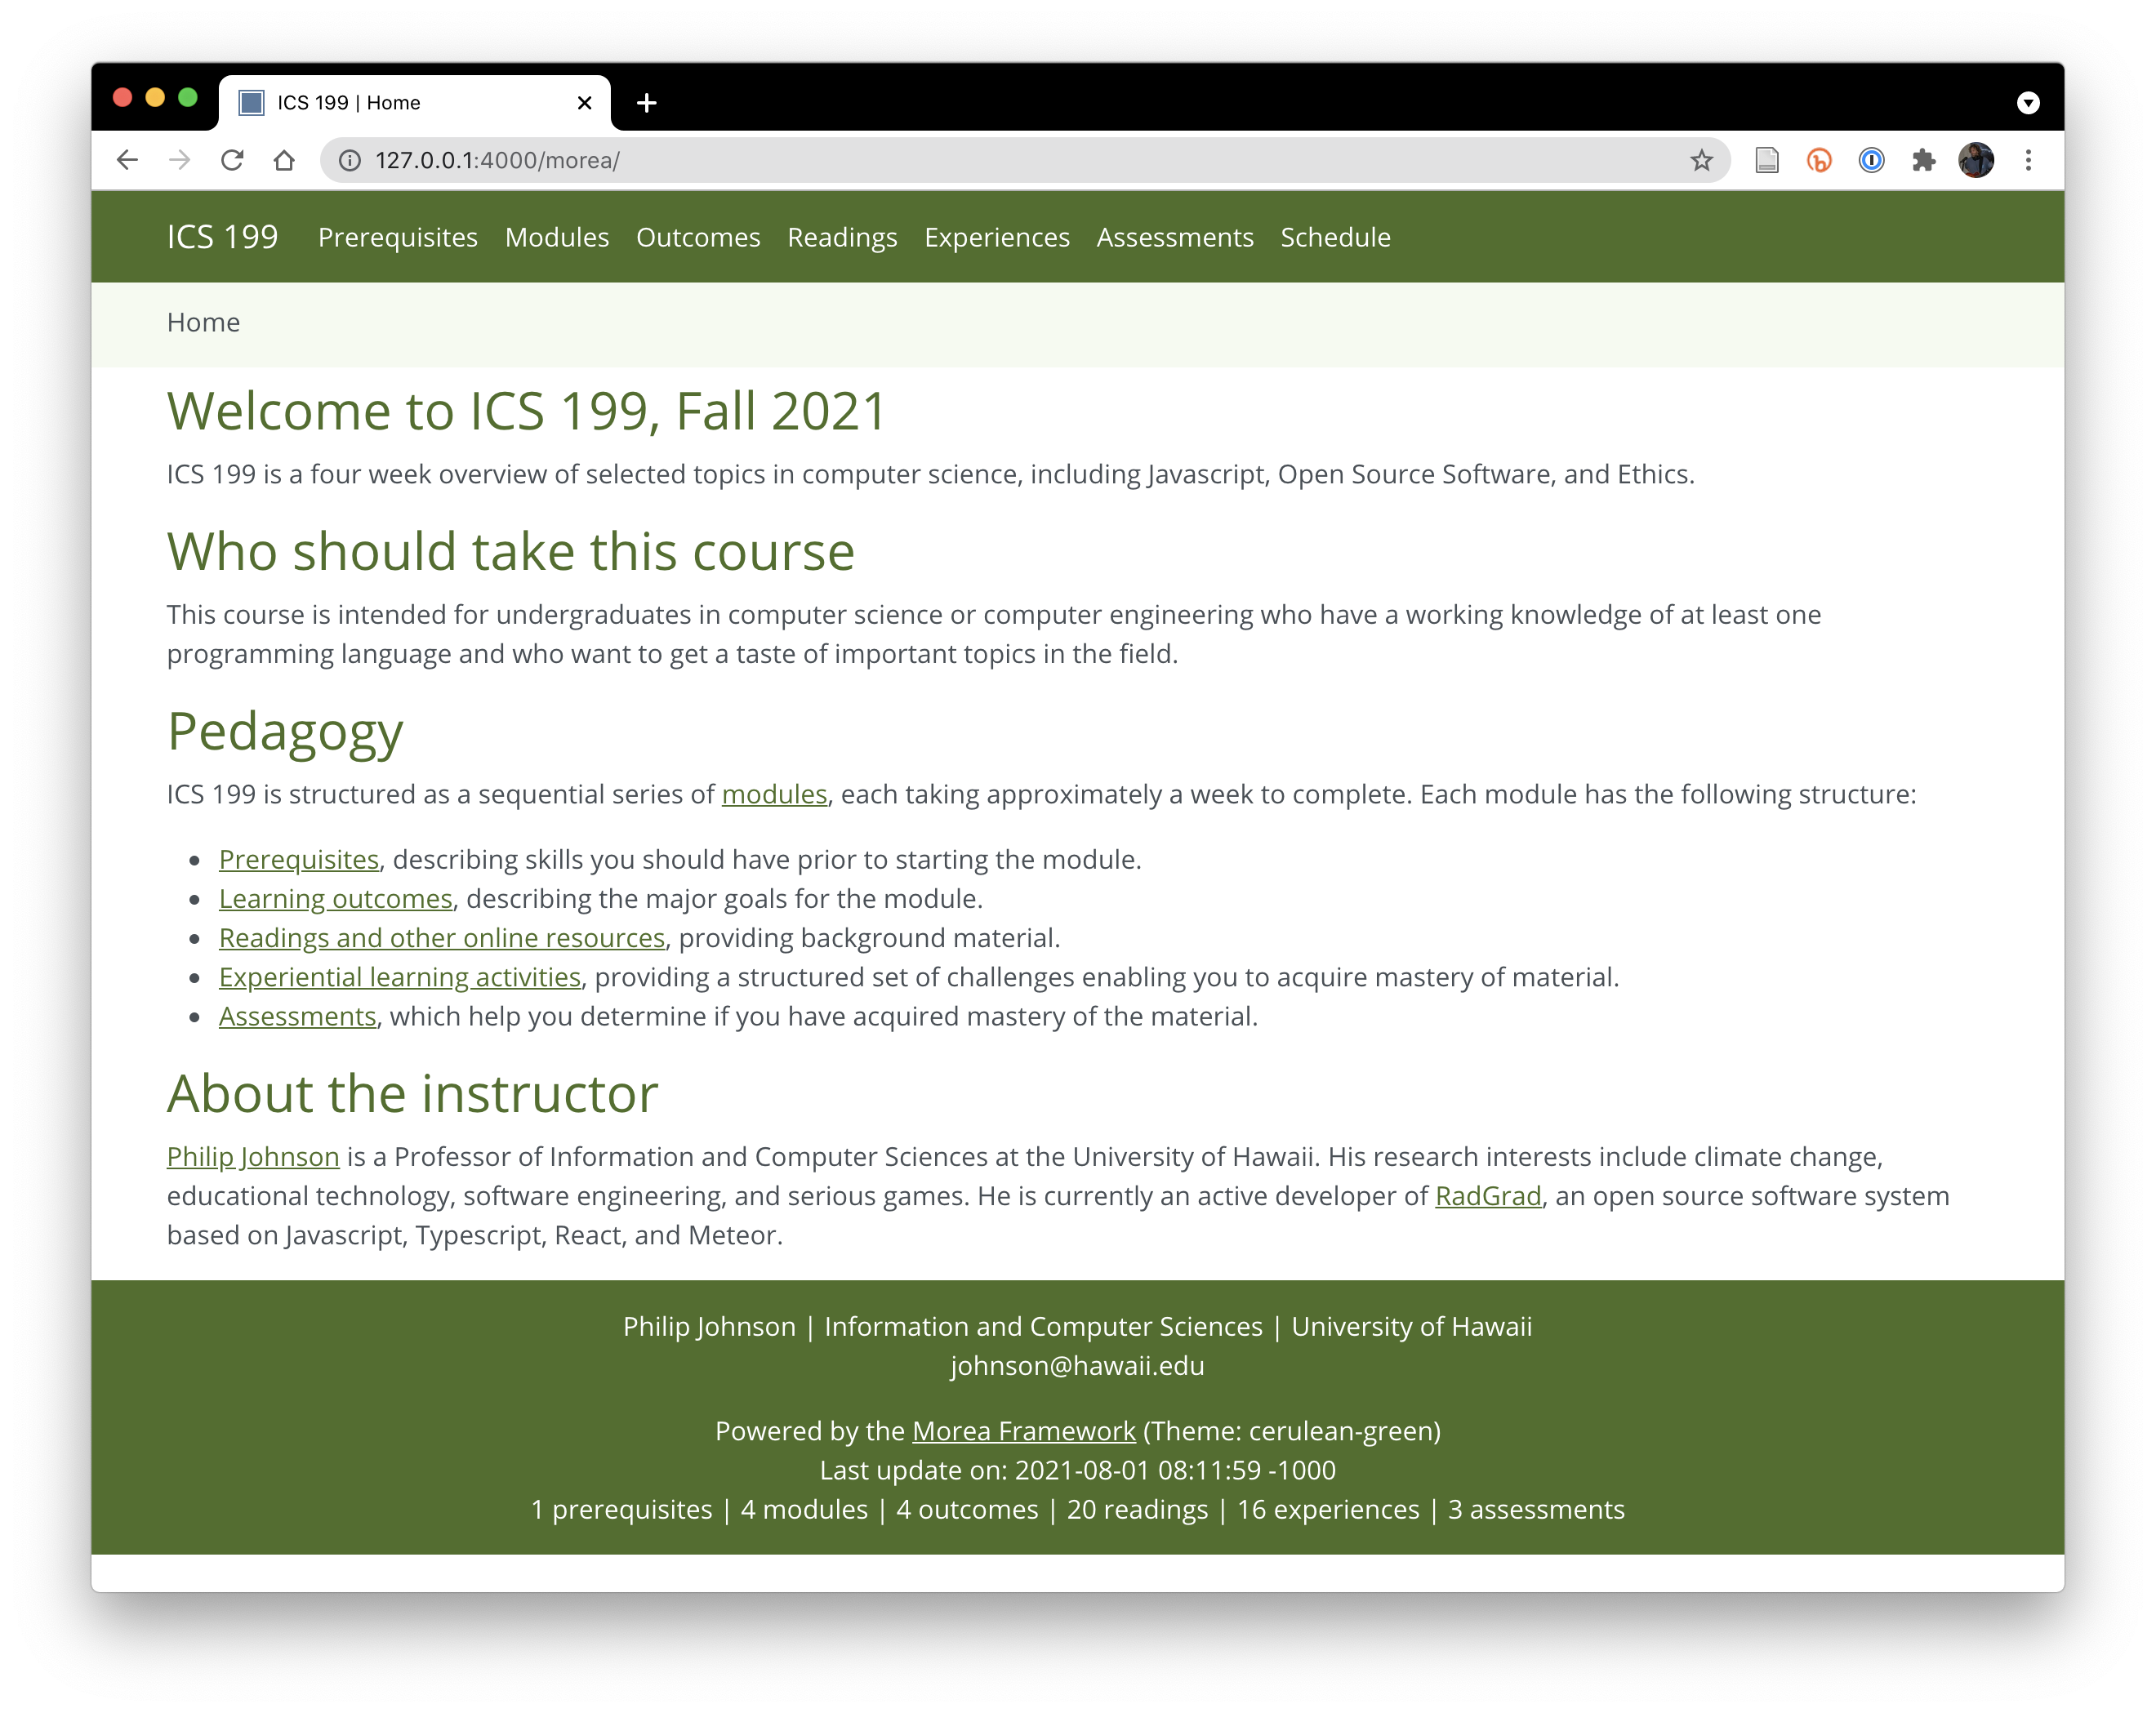 ICS 199 | Home
127.0.0.1:4000/morea/
ICS 199 Prerequisites Modules Outcomes Readings Experiences Assessments Schedule
Home
Welcome to ICS 199, Fall 2021
ICS 199 is a four week overview of selected topics in computer science, including Javascript, Open Source Software, and Ethics.
Who should take this course
This course is intended for undergraduates in computer science or computer engineering who have a working knowledge of at least one
programming language and who want to get a taste of important topics in the field.
Pedagogy
ICS 199 is structured as a sequential series of modules, each taking approximately a week to complete. Each module has the following structure:
• Prerequisites, describing skills you should have prior to starting the module.
• Learning outcomes, describing the major goals for the module.
• Readings and other online resources, providing background material.
• Experiential learning activities, providing a structured set of challenges enabling you to acquire mastery of material.
• Assessments, which help you determine if you have acquired mastery of the material.
About the instructor
Philip Johnson is a Professor of Information and Computer Sciences at the University of Hawaii. His research interests include climate change,
educational technology, software engineering, and serious games. He is currently an active developer of RadGrad, an open source software system
based on Javascript, Typescript, React, and Meteor.
Philip Johnson | Information and Computer Sciences | University of Hawaii
johnson@hawaii.edu
Powered by the Morea Framework (Theme: cerulean-green)
Last update on: 2021-08-01 08:11:59 -1000
1 prerequisites | 4 modules | 4 outcomes | 20 readings | 16 experiences | 3 assessments